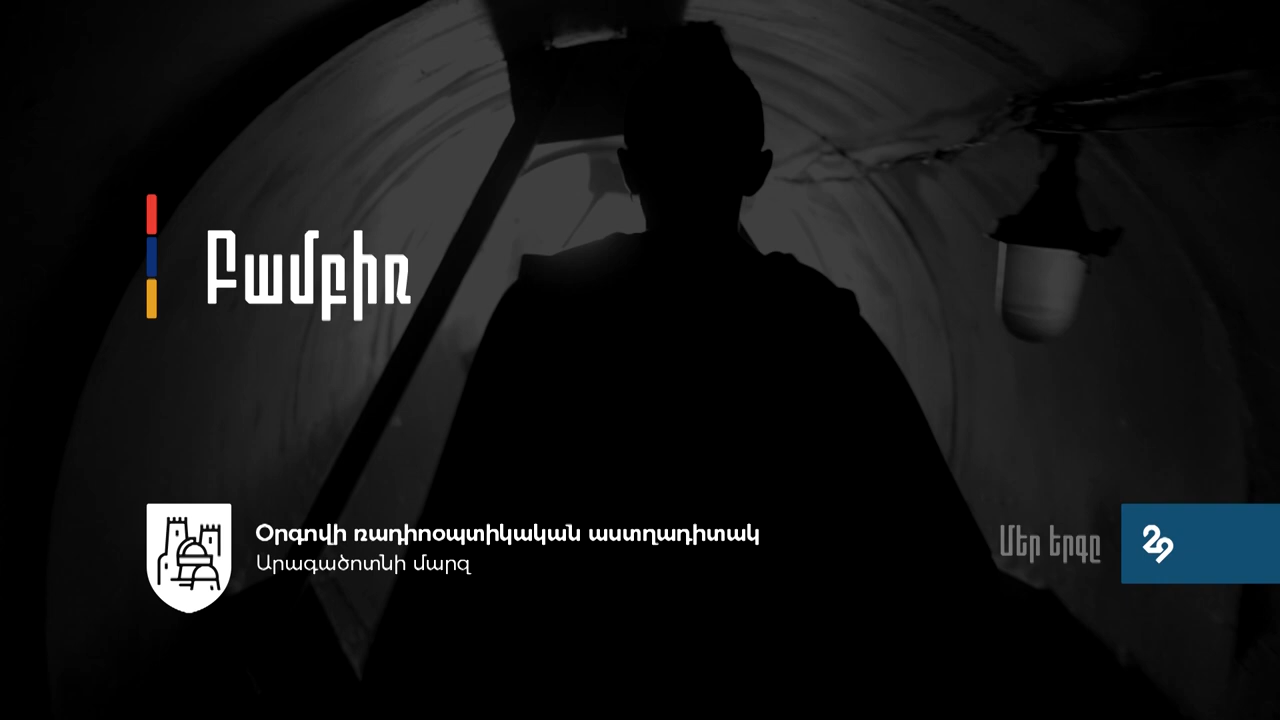 Բամբիռ
Օրգովի ռադիոօպտիկական աստղադիտակ
Արագածոտնի մարզ
Մեր երգը
29